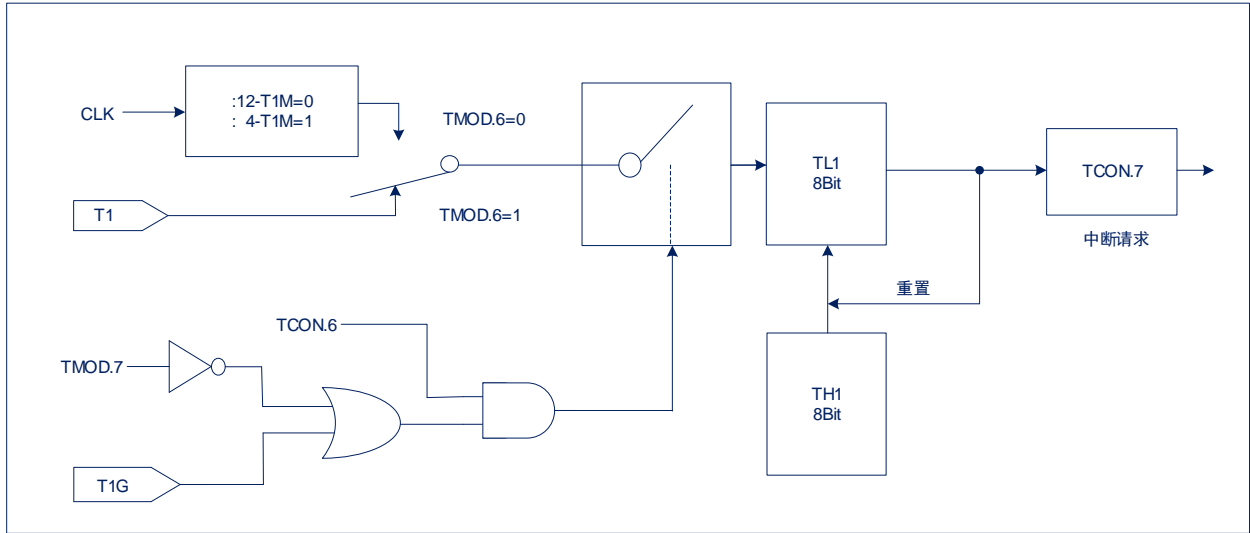 :12-T1M=0
: 4-T1M=1
CLK
TMOD.6=0
T1
TMOD.6=1
TL1
8Bit
TCON.7
中断请求
重置
TCON.6
TMOD.7
T1G
TH1
8Bit